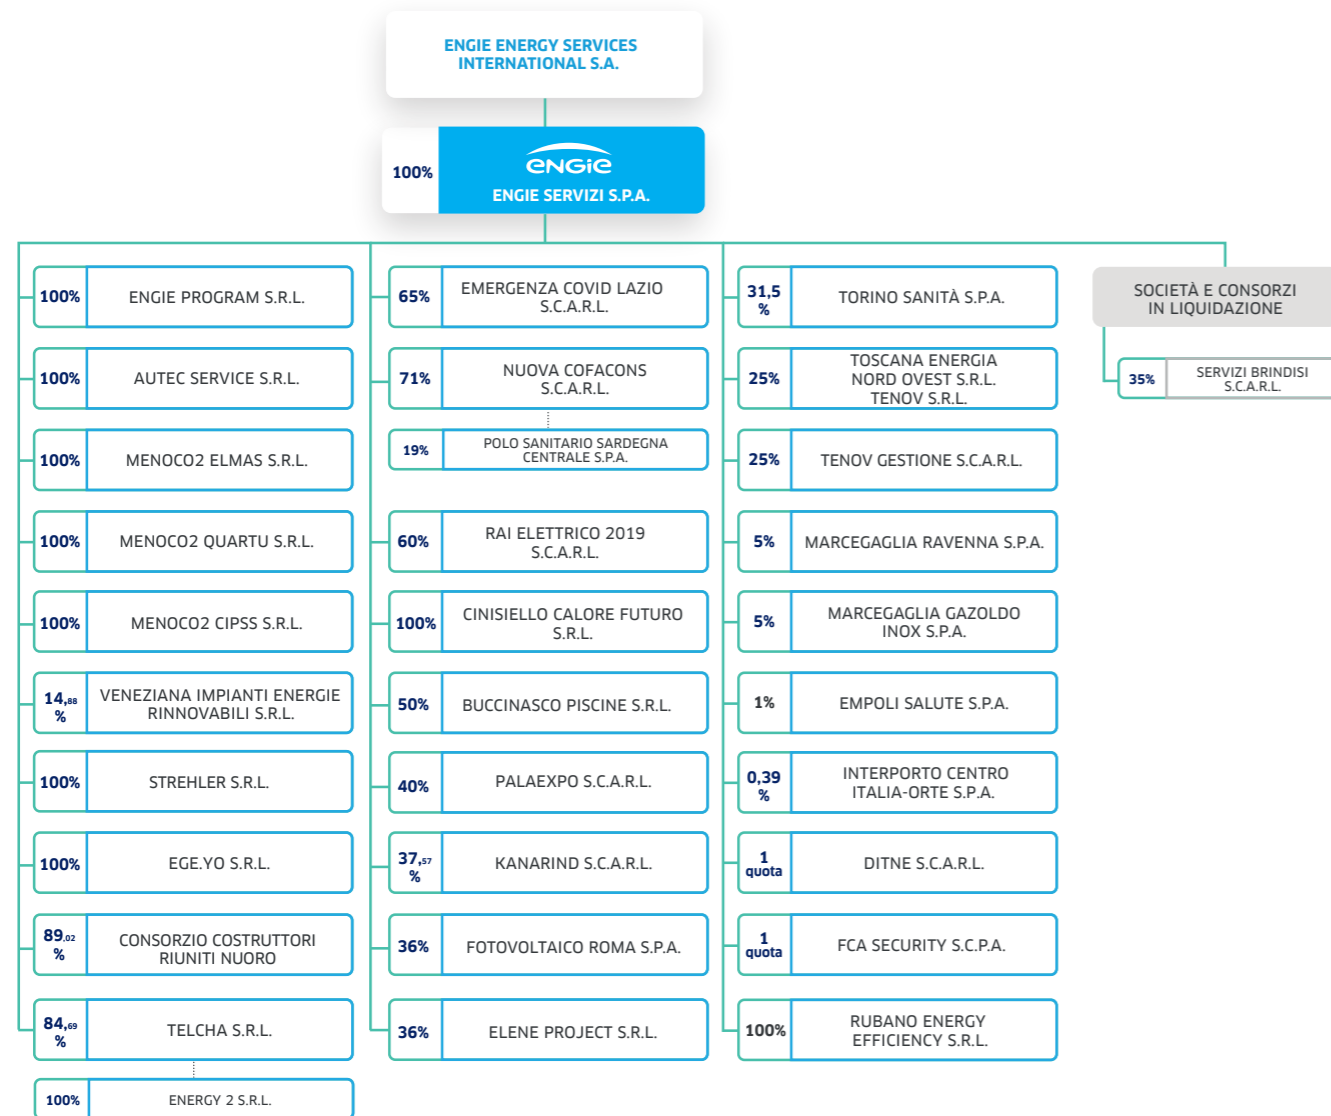 ENGIE ENERGY SERVICES
INTERNATIONAL S.A.
100%
ENGIE
ENGIE SERVIZI S.P.A.
100%
ENGIE PROGRAM S.R.L.
100%
AUTEC SERVICE S.R.L.
100%
MENOCO2 ELMAS S.R.L.
100%
MENOCO2 QUARTU S.R.L.
100%
MENOCO2 CIPSS S.R.L.
14,88
%
VENEZIANA IMPIANTI ENERGIE
RINNOVABILI S.R.L.
100%
STREHLER S.R.L.
100%
EGE.YO S.R.L.
89,02
%
CONSORZIO COSTRUTTORI
RIUNITI NUORO
84,69
%
TELCHA S.R.L.
100%
ENERGY 2 S.R.L.
65%
EMERGENZA COVID LAZIO
S.C.A.R.L.
71%
NUOVA COFACONS
S.C.A.R.L.
19%
POLO SANITARIO SARDEGNA
CENTRALE S.P.A.
60%
RAI ELETTRICO 2019
S.C.A.R.L.
100%
CINISIELLO CALORE FUTURO
S.R.L.
50%
BUCCINASCO PISCINE S.R.L.
40%
PALAEXPO S.C.A.R.L.
37,57
%
KANARIND S.C.A.R.L.
36%
FOTOVOLTAICO ROMA S.P.A.
36%
ELENE PROJECT S.R.L.
31,5
%
TORINO SANITÀ S.P.A.
25%
TOSCANA ENERGIA
NORD OVEST S.R.L.
TENOV S.R.L.
25%
TENOV GESTIONE S.C.A.R.L.
5%
MARCEGAGLIA RAVENNA S.P.A.
5%
MARCEGAGLIA GAZOLDO
INOX S.P.A.
1%
EMPOLI SALUTE S.P.A.
0,39
%
INTERPORTO CENTRO
ITALIA-ORTE S.P.A.
1
quota
DITNE S.C.A.R.L.
1
quota
FCA SECURITY S.C.P.A.
100%
RUBANO ENERGY
EFFICIENCY S.R.L.
SOCIETÀ E CONSORZI
IN LIQUIDAZIONE
35%
SERVIZI BRINDISI
S.C.A.R.L.